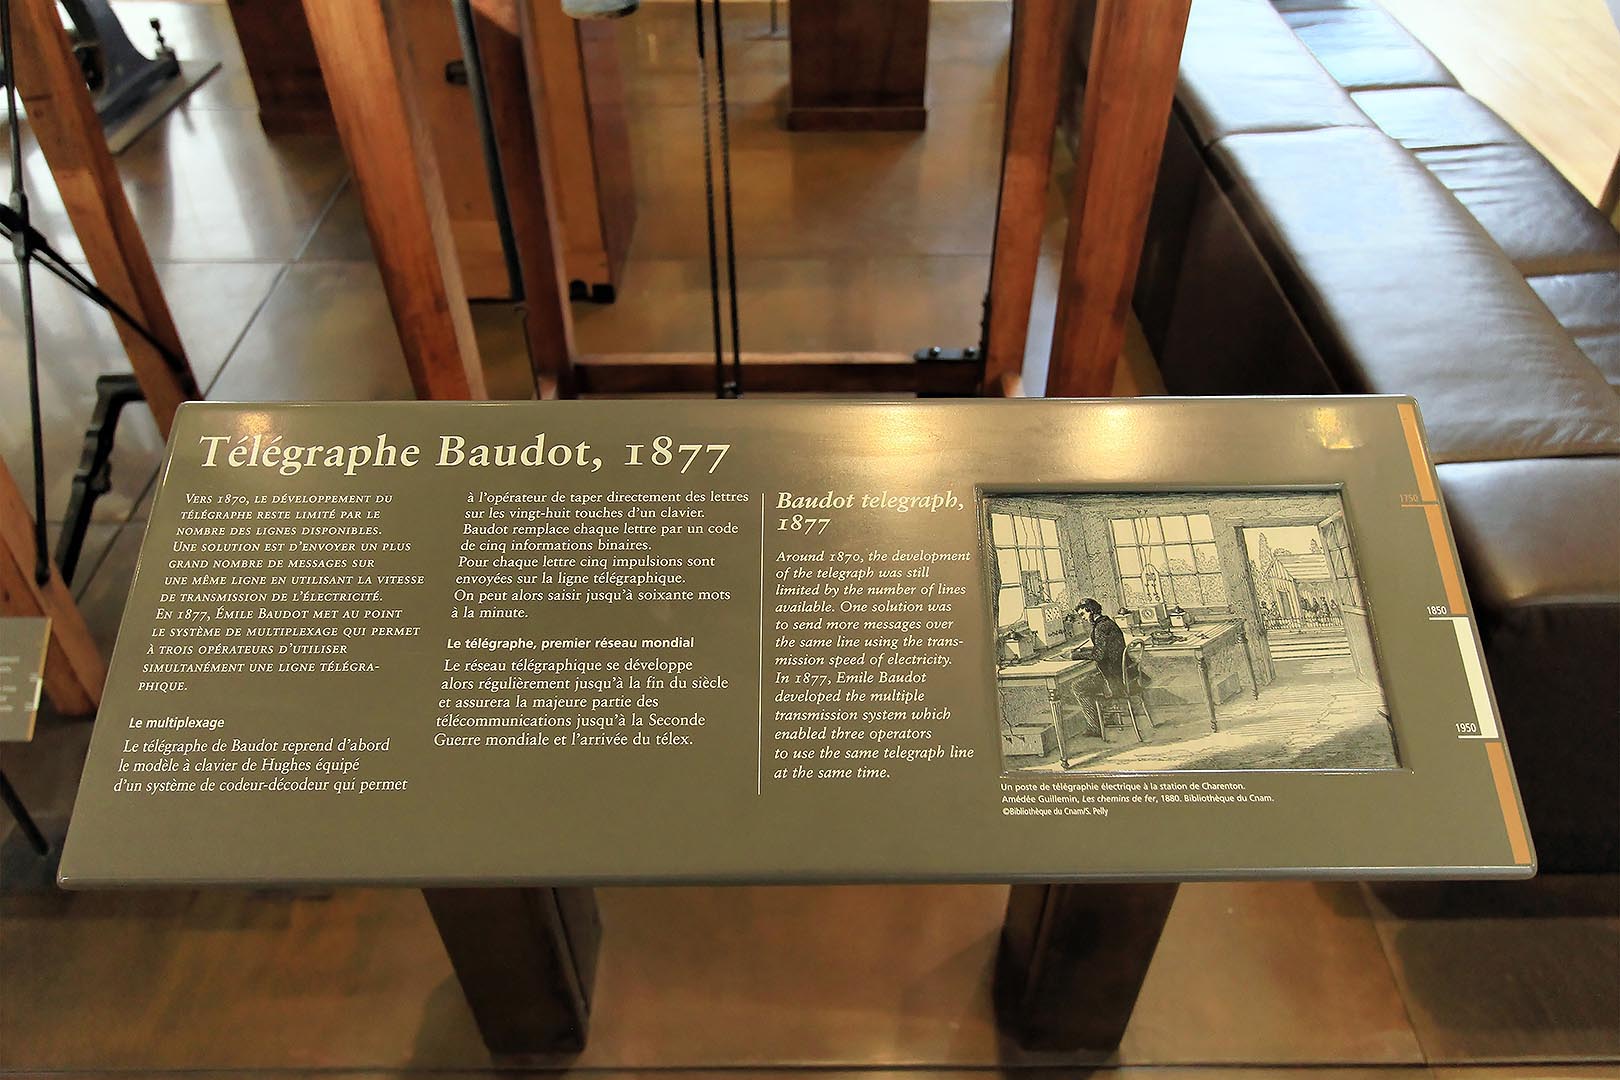 Télégraphe Baudot, 1877
Vers 1870, le développement du
télégraphe reste limité par le
nombre des lignes disponibles.
Une solution est d'envoyer un plus
grand nombre de messages sur
une même ligne en utilisant la vitesse
de transmission de l'électricité.
En 1877, Émile Baudot met au point
le système de multiplexage qui permet
à trois opérateurs d'utiliser
simultanément une ligne télégra-
phique.
Le multiplexage
Le télégraphe de Baudot reprend d'abord
le modèle à clavier de Hughes équipé
d'un système de codeur-décodeur qui permet
à l'opérateur de taper directement des lettres
sur les vingt-huit touches d'un clavier.
Baudot remplace chaque lettre par un code
de cinq informations binaires.
Pour chaque lettre cinq impulsions sont
envoyées sur la ligne télégraphique.
On peut alors saisir jusqu'à soixante mots
à la minute.
Le télégraphe, premier réseau mondial
Le réseau télégraphique se développe
alors régulièrement jusqu'à la fin du siècle
et assurera la majeure partie des
télécommunications jusqu'à la Seconde
Guerre mondiale et l'arrivée du télex.
Baudot telegraph,
1877
Around 1870, the development
of the telegraph was still
limited by the number of lines
available. One solution was
to send more messages over
the same line using the trans-
mission speed of electricity.
In 1877, Emile Baudot
developed the multiple
transmission system which
enabled three operators
to use the same telegraph line
at the same time.
Un poste de télégraphie électrique à la station de Charenton.
Amédée Guillemin, Les chemins de fer, 1880. Bibliothèque du Cnam.
©Bibliothèque du Cnam/S. Pelly
1750
1850
1950